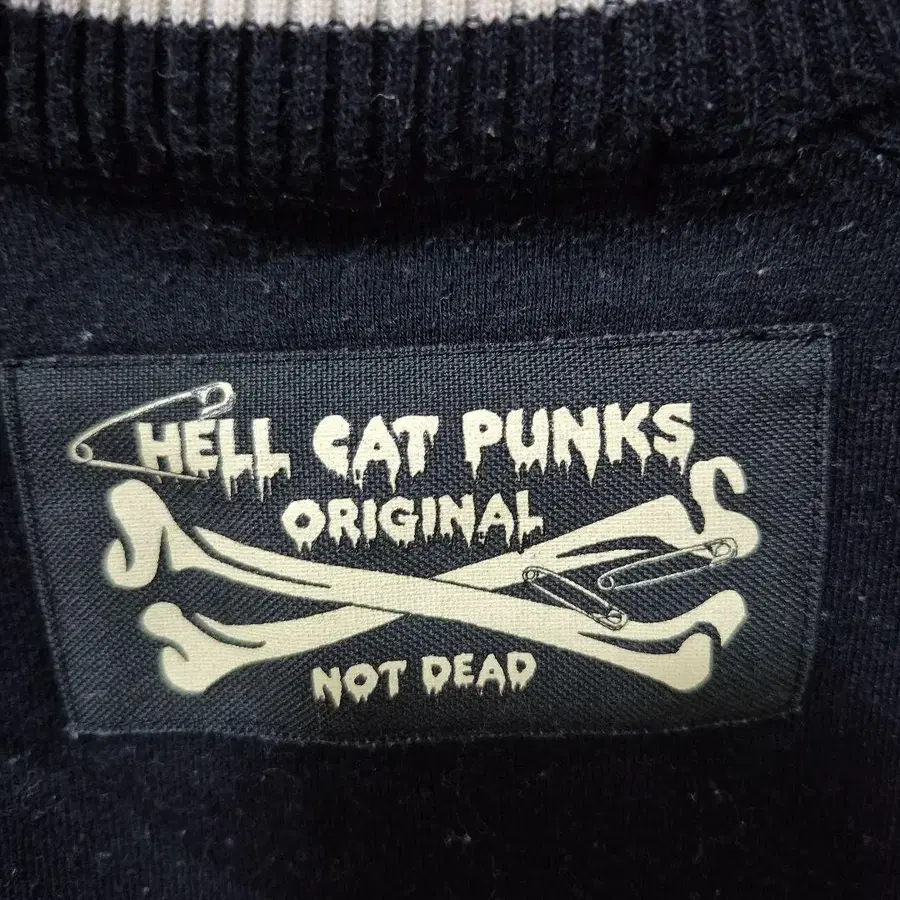 HELL CAT PUNKS
ORIGINAL
NOT DEAD